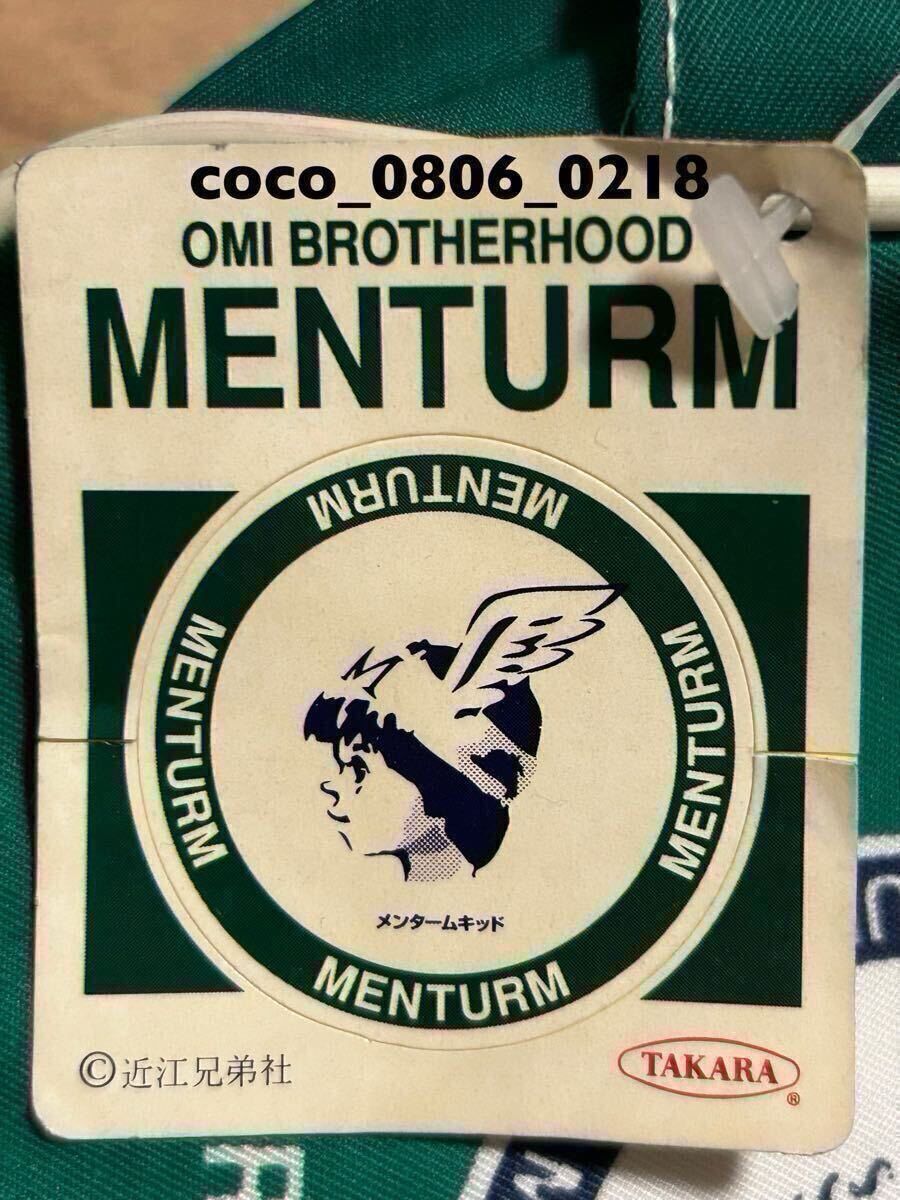 coco_0806_0218
OMI BROTHERHOOD
MENTURM
MENTURM
MENTURM
MENTURM
メンタームキッド
MENTURM
©近江兄弟社
TAKARA
®
R